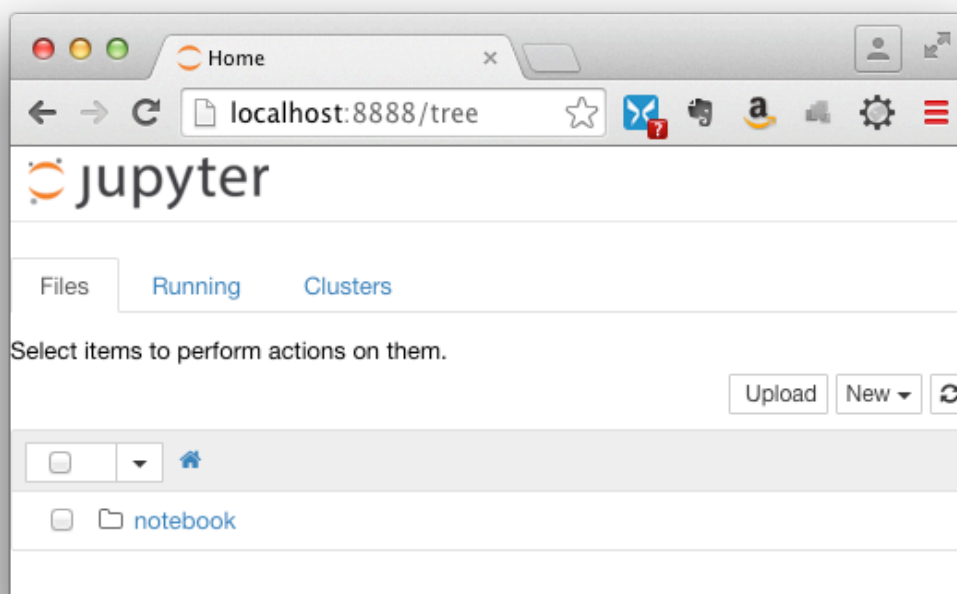 Home
localhost:8888/tree
?
a
jupyter
Files Running Clusters
Select items to perform actions on them.
Upload New
notebook